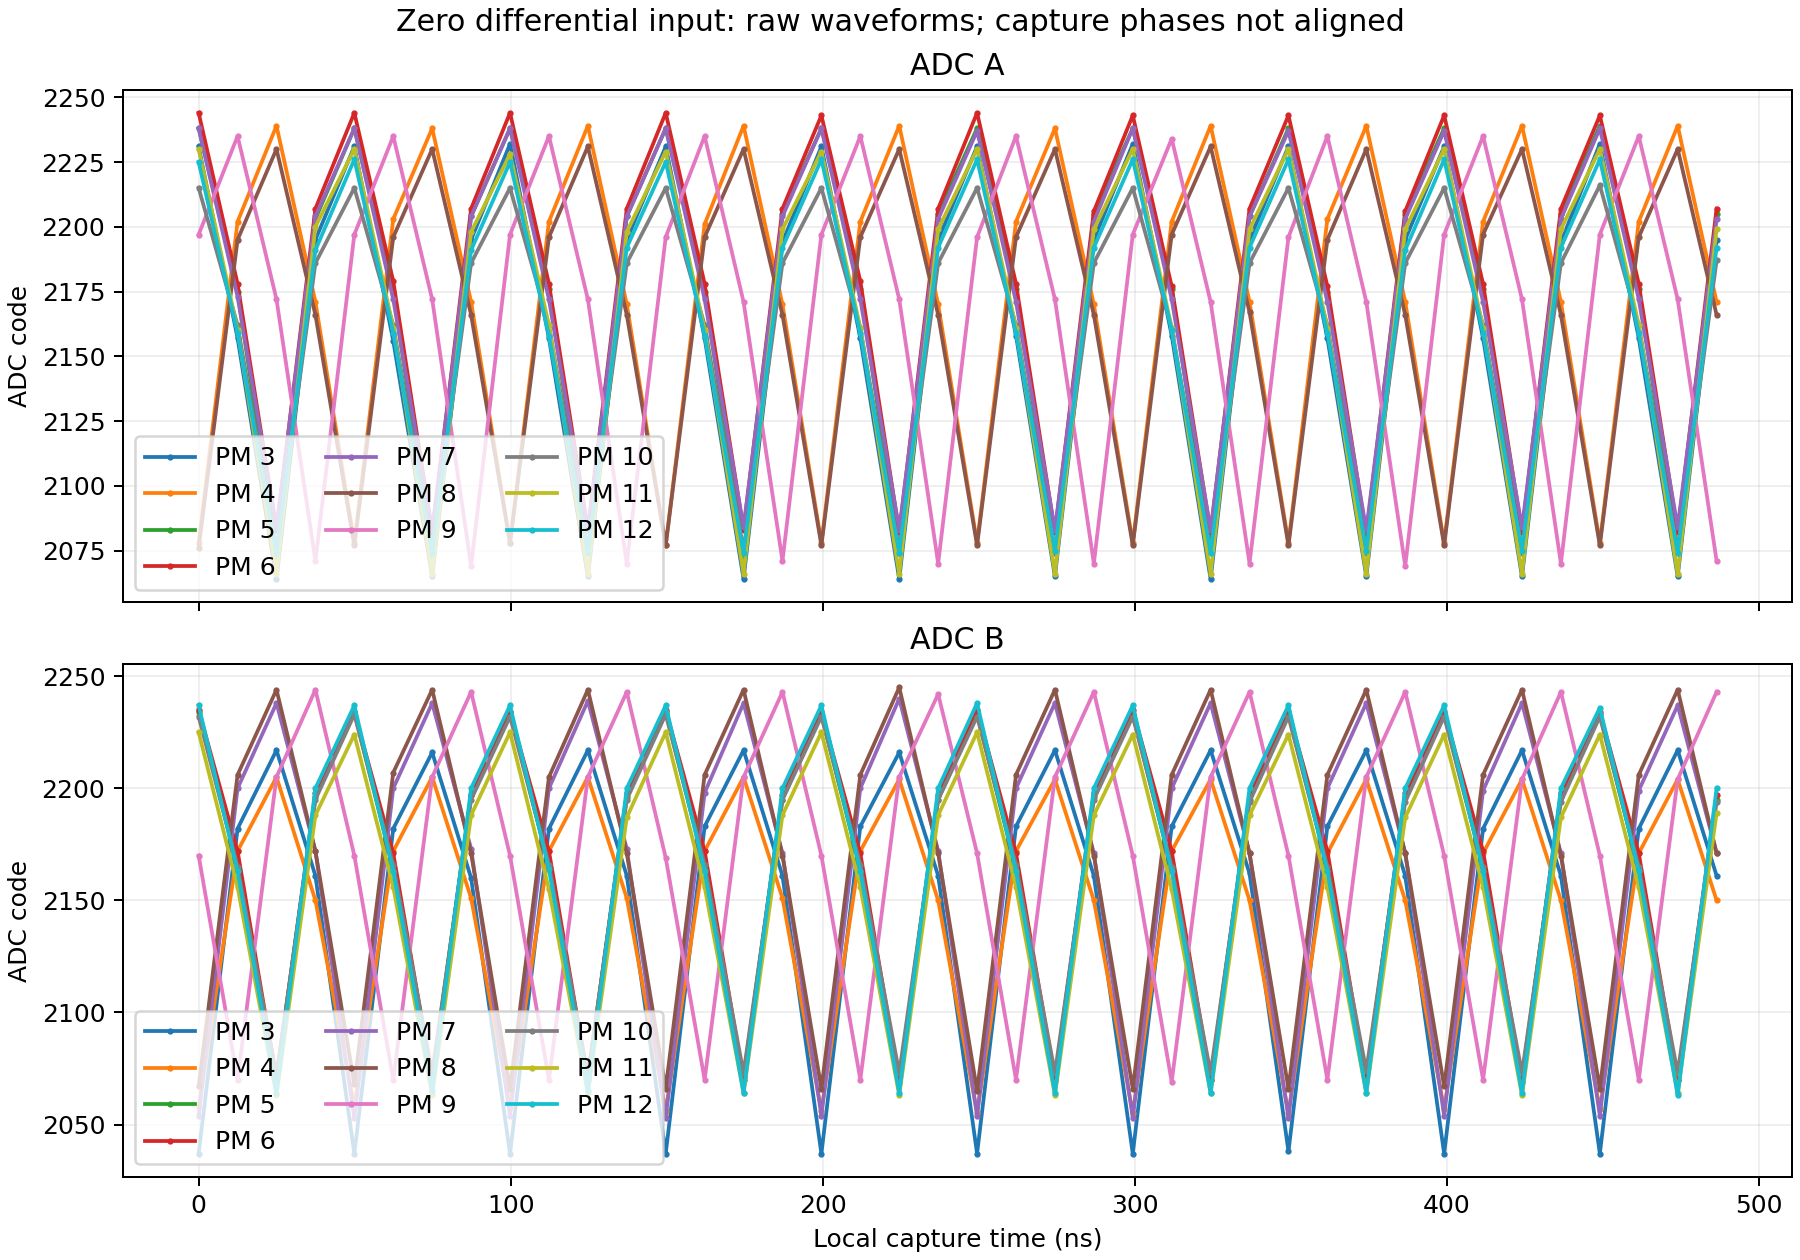 Zero differential input: raw waveforms; capture phases not aligned
ADC A
ADC code
2250
2225
2200
2175
2150
2125
2100
2075
PM 3 PM 7 PM 10
PM 4 PM 8 PM 11
PM 5 PM 9 PM 12
PM 6
ADC B
ADC code
2250
2200
2150
2100
2050
PM 3 PM 7 PM 10
PM 4 PM 8 PM 11
PM 5 PM 9 PM 12
PM 6
0 100 200 300 400 500
Local capture time (ns)